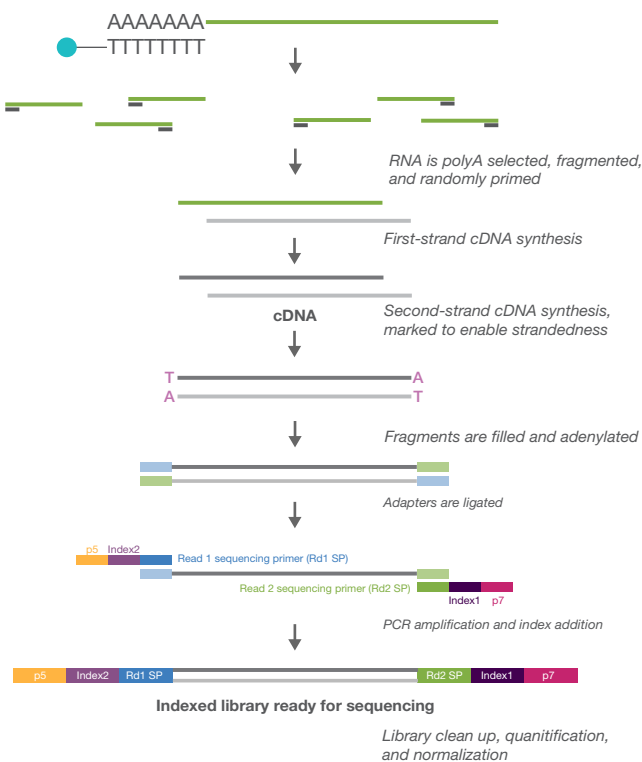 AAAAAAA
TTTTTTTT
RNA is polyA selected, fragmented,
and randomly primed
First-strand cDNA synthesis
cDNA
Second-strand cDNA synthesis,
marked to enable strandedness
T A
A T
Fragments are filled and adenylated
Adapters are ligated
p5 Index2
Read 1 sequencing primer (Rd1 SP)
Read 2 sequencing primer (Rd2 SP)
Index1 p7
PCR amplification and index addition
p5 Index2 Rd1 SP Rd2 SP Index1 p7
Indexed library ready for sequencing
Library clean up, quanitification,
and normalization